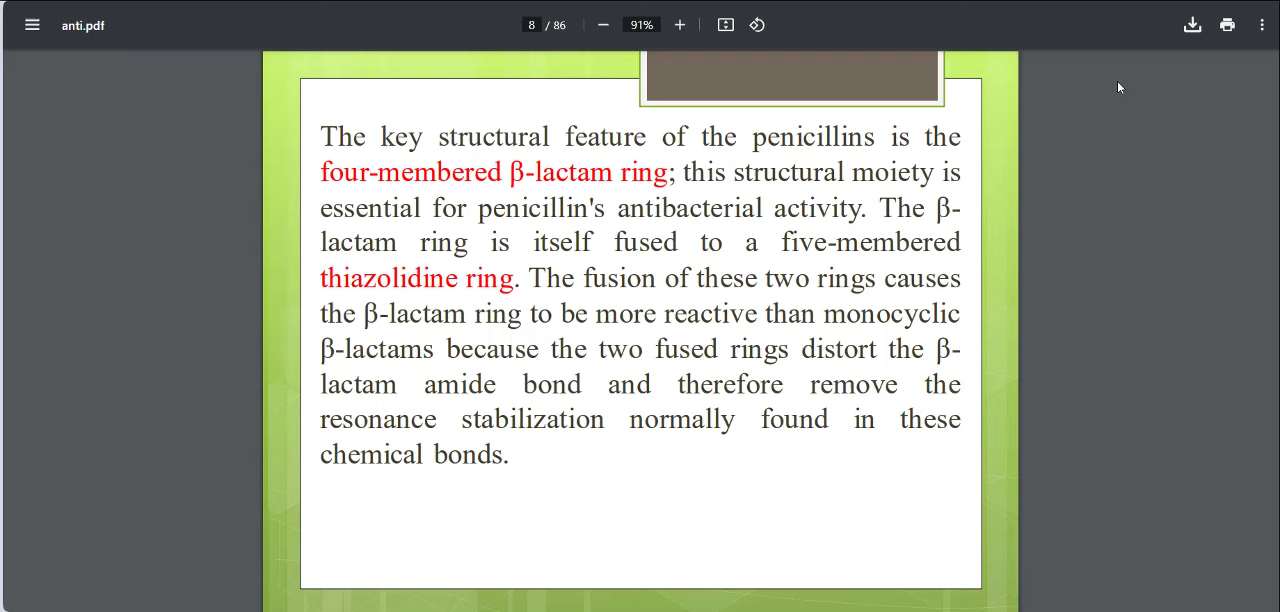 anti.pdf
8 / 86
91%
The key structural feature of the penicillins is the
four-membered β-lactam ring; this structural moiety is
essential for penicillin's antibacterial activity. The β-
lactam ring is itself fused to a five-membered
thiazolidine ring. The fusion of these two rings causes
the β-lactam ring to be more reactive than monocyclic
β-lactams because the two fused rings distort the β-
lactam amide bond and therefore remove the
resonance stabilization normally found in these
chemical bonds.